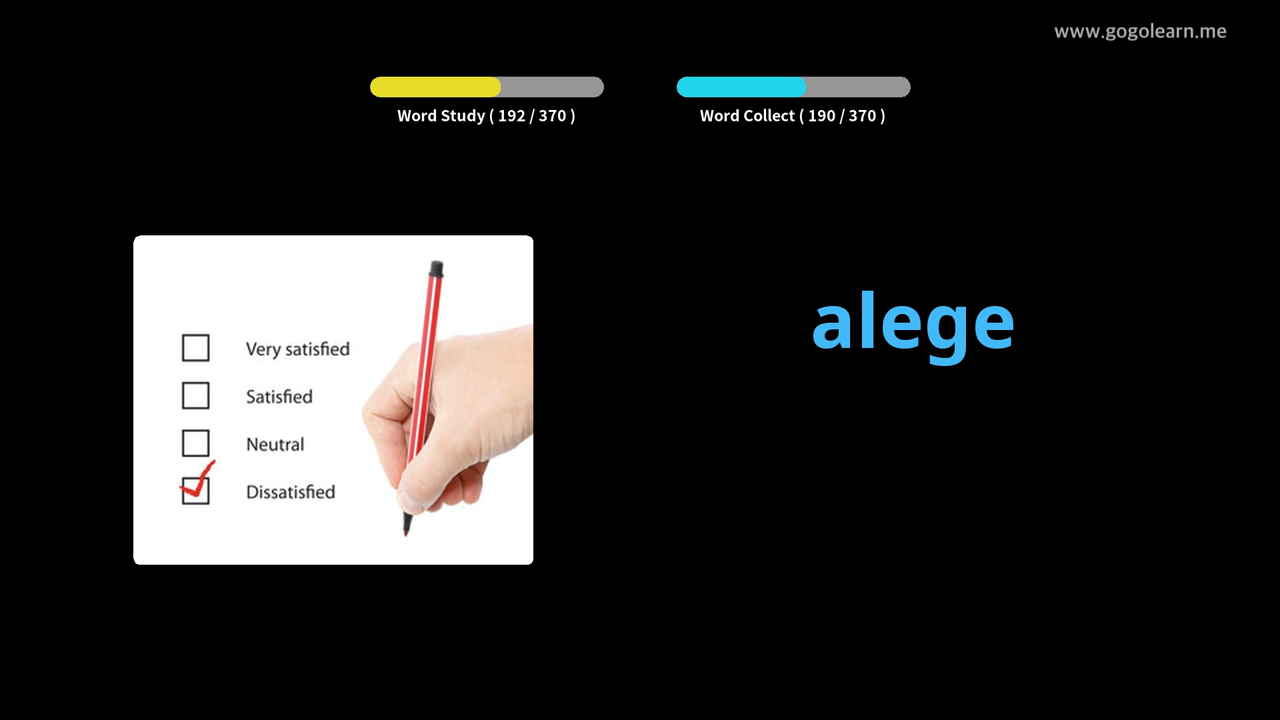 www.gogolearn.me
Word Study ( 192 / 370 )
Word Collect ( 190 / 370 )
Very satisfied
Satisfied
Neutral
Dissatisfied
alege